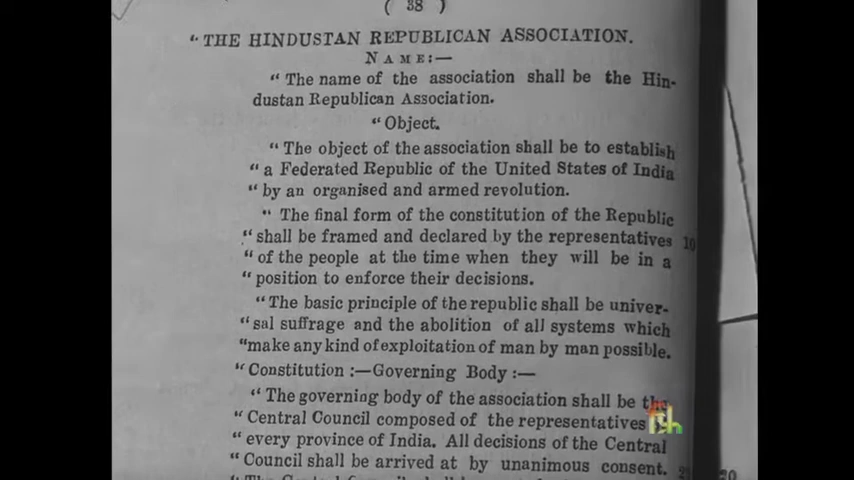 ( 38 )
“ THE HINDUSTAN REPUBLICAN ASSOCIATION.
NAME:—
“ The name of the association shall be the Hin-
dustan Republican Association.
“ Object.
“ The object of the association shall be to establish
“ a Federated Republic of the United States of India
“ by an organised and armed revolution.
“ The final form of the constitution of the Republic
“ shall be framed and declared by the representatives 10
“ of the people at the time when they will be in a
“ position to enforce their decisions.
“ The basic principle of the republic shall be univer-
“ sal suffrage and the abolition of all systems which
“make any kind of exploitation of man by man possible.
“ Constitution :—Governing Body :—
“ The governing body of the association shall be the
“ Central Council composed of the representatives
“ every province of India. All decisions of the Central
“ Council shall be arrived at by unanimous consent. 20
“ The Central